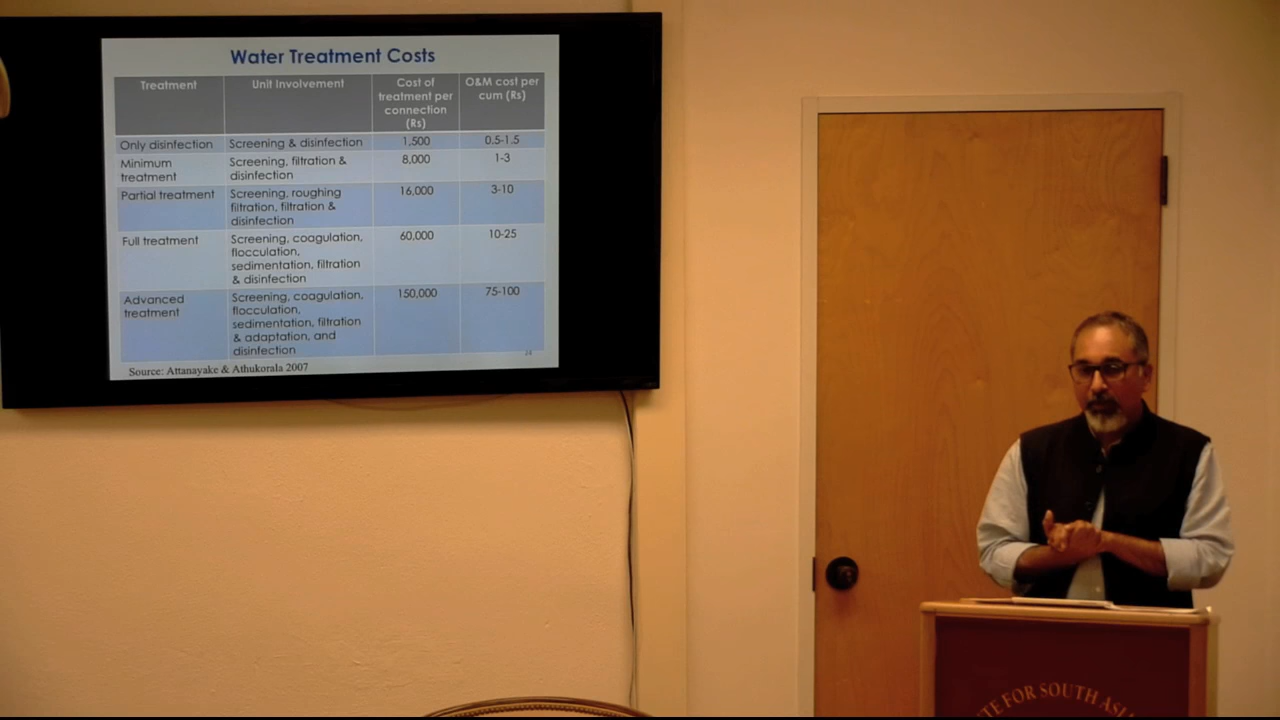 Water Treatment Costs
Treatment
Unit Involvement
Cost of
treatment per
connection
(Rs)
O&M cost per
cum (Rs)
Only disinfection
Screening & disinfection
1,500
0.5-1.5
Minimum
treatment
Screening, filtration &
disinfection
8,000
1-3
Partial treatment
Screening, roughing
filtration, filtration &
disinfection
16,000
3-10
Full treatment
Screening, coagulation,
flocculation,
sedimentation, filtration
& disinfection
60,000
10-25
Advanced
treatment
Screening, coagulation,
flocculation,
sedimentation, filtration
& adaptation, and
disinfection
150,000
75-100
24
Source: Attanayake & Athukorala 2007
FOR SOUTH